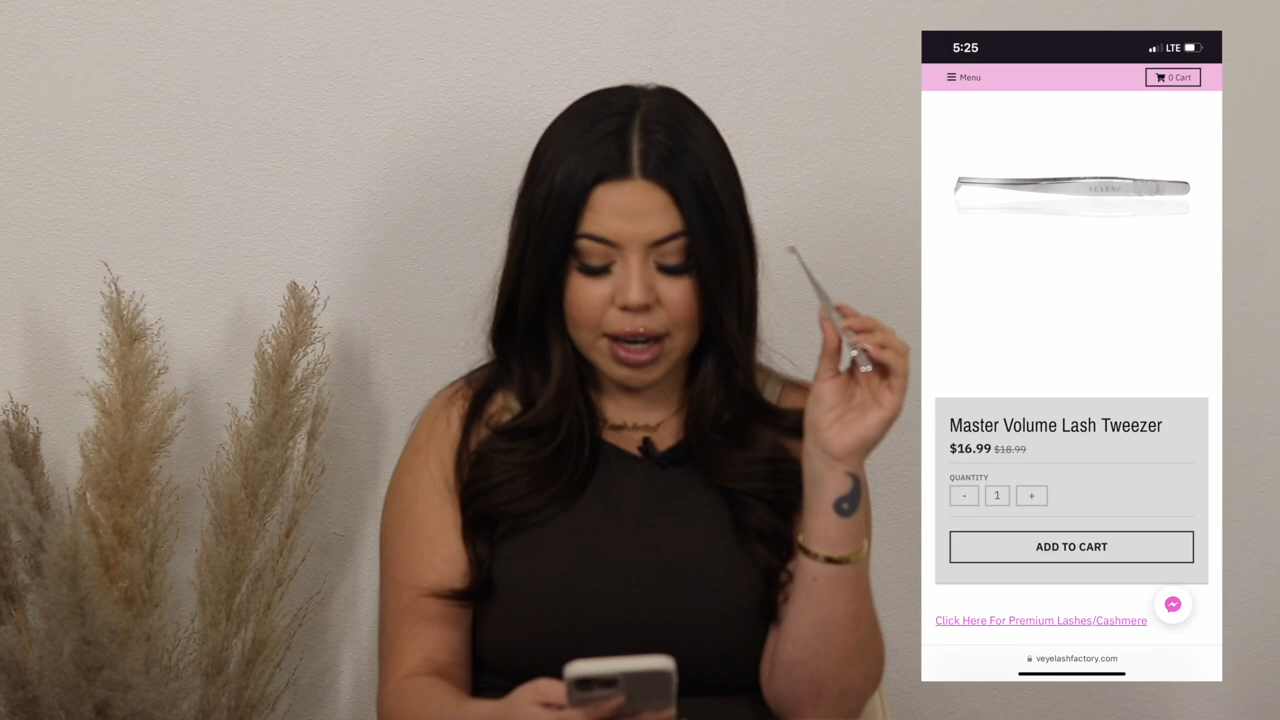 5:25
LTE
Menu
0 Cart
VEYES
Master Volume Lash Tweezer
$16.99 $18.99
QUANTITY
- 1 +
ADD TO CART
Click Here For Premium Lashes/Cashmere
veyelashfactory.com